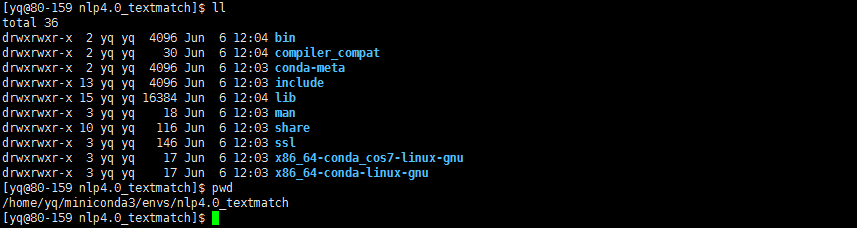 [yq@80-159 nlp4.0_textmatch]$ ll
total 36
drwxrwxr-x  2 yq yq  4096 Jun  6 12:04 bin
drwxrwxr-x  2 yq yq    30 Jun  6 12:04 compiler_compat
drwxrwxr-x  2 yq yq  4096 Jun  6 12:03 conda-meta
drwxrwxr-x 13 yq yq  4096 Jun  6 12:03 include
drwxrwxr-x 15 yq yq 16384 Jun  6 12:04 lib
drwxrwxr-x  3 yq yq    18 Jun  6 12:03 man
drwxrwxr-x 10 yq yq   116 Jun  6 12:03 share
drwxrwxr-x  3 yq yq   146 Jun  6 12:03 ssl
drwxrwxr-x  3 yq yq    17 Jun  6 12:03 x86_64-conda_cos7-linux-gnu
drwxrwxr-x  3 yq yq    17 Jun  6 12:03 x86_64-conda-linux-gnu
[yq@80-159 nlp4.0_textmatch]$ pwd
/home/yq/miniconda3/envs/nlp4.0_textmatch
[yq@80-159 nlp4.0_textmatch]$